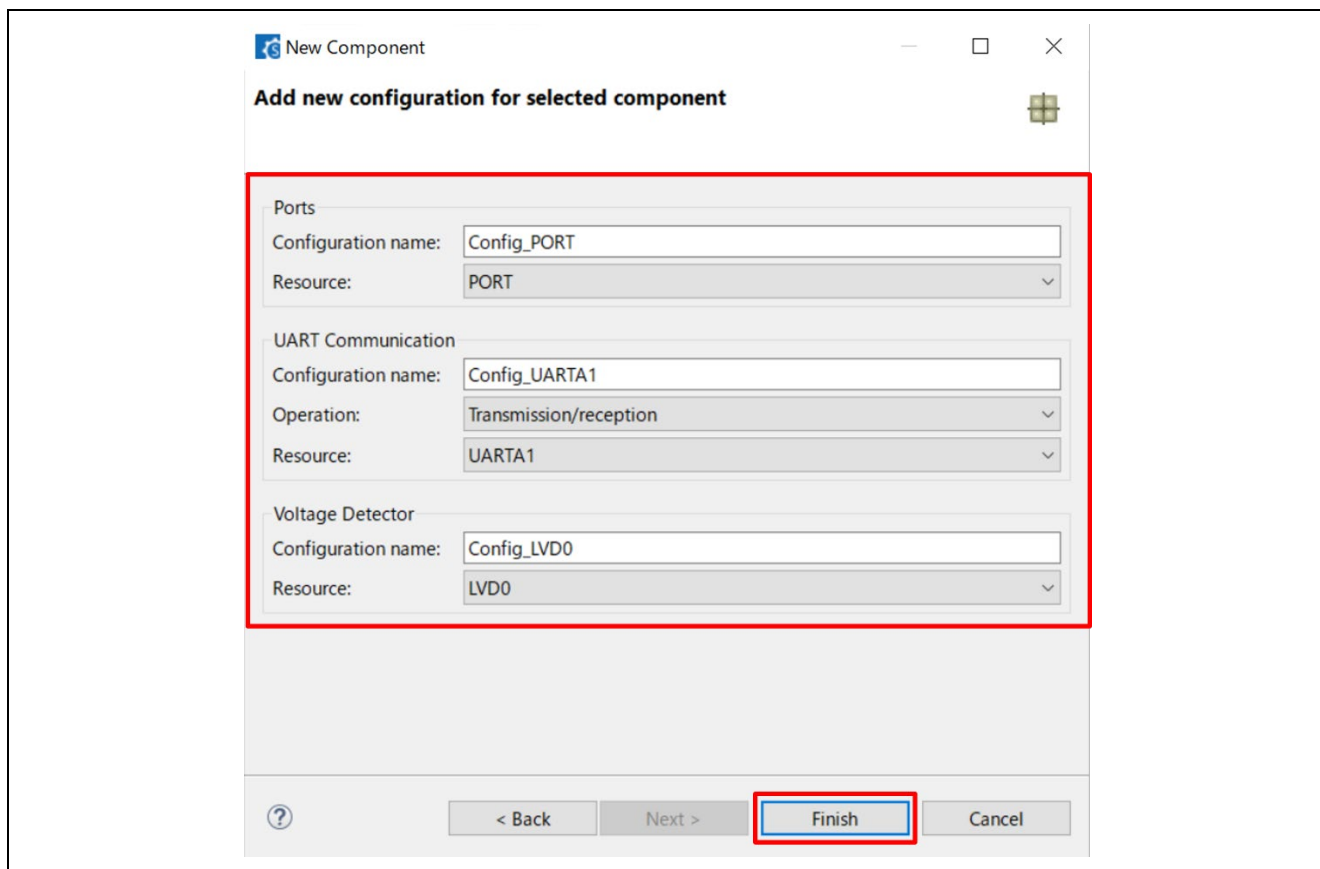 New Component
Add new configuration for selected component
Ports
Configuration name: Config_PORT
Resource: PORT
UART Communication
Configuration name: Config_UARTA1
Operation: Transmission/reception
Resource: UARTA1
Voltage Detector
Configuration name: Config_LVD0
Resource: LVD0
? < Back Next > Finish Cancel